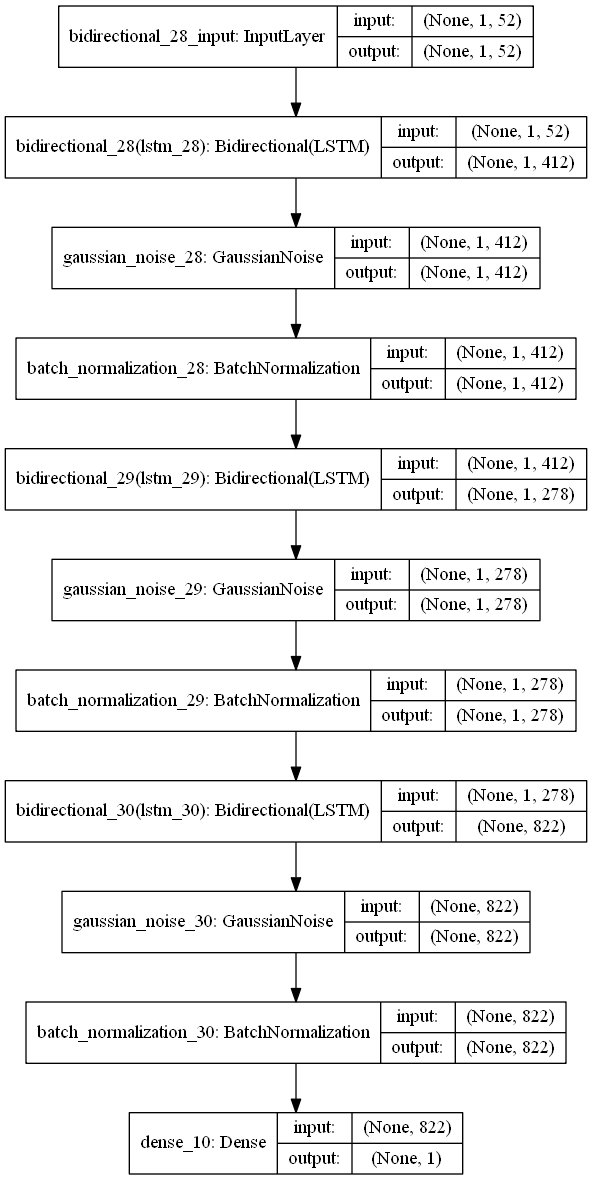 bidirectional_28_input: InputLayer
input: (None, 1, 52)
output: (None, 1, 52)
bidirectional_28(lstm_28): Bidirectional(LSTM)
input: (None, 1, 52)
output: (None, 1, 412)
gaussian_noise_28: GaussianNoise
input: (None, 1, 412)
output: (None, 1, 412)
batch_normalization_28: BatchNormalization
input: (None, 1, 412)
output: (None, 1, 412)
bidirectional_29(lstm_29): Bidirectional(LSTM)
input: (None, 1, 412)
output: (None, 1, 278)
gaussian_noise_29: GaussianNoise
input: (None, 1, 278)
output: (None, 1, 278)
batch_normalization_29: BatchNormalization
input: (None, 1, 278)
output: (None, 1, 278)
bidirectional_30(lstm_30): Bidirectional(LSTM)
input: (None, 1, 278)
output: (None, 822)
gaussian_noise_30: GaussianNoise
input: (None, 822)
output: (None, 822)
batch_normalization_30: BatchNormalization
input: (None, 822)
output: (None, 822)
dense_10: Dense
input: (None, 822)
output: (None, 1)